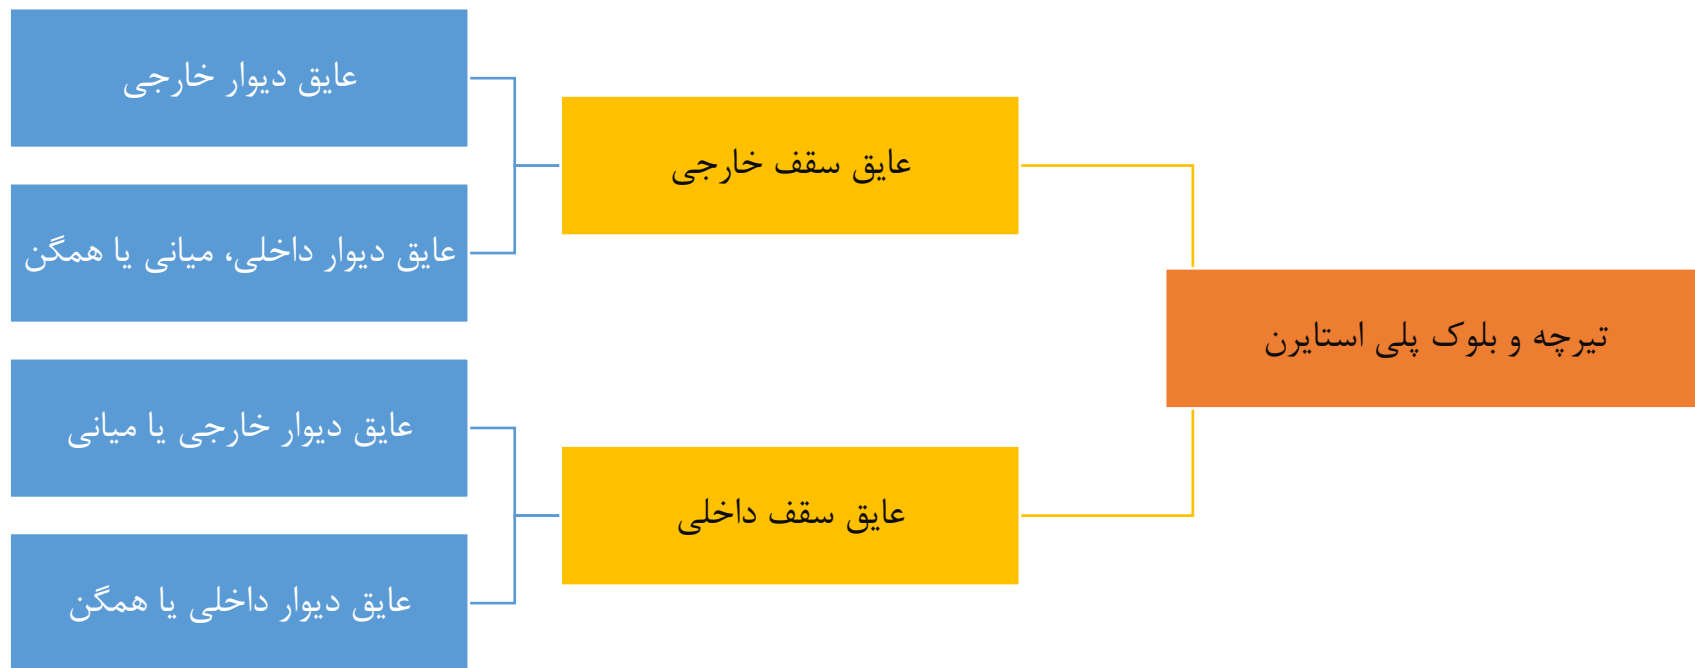 تیرچه و بلوک پلی استایرن
عایق سقف خارجی
عایق دیوار خارجی
عایق دیوار داخلی، میانی یا همگن
عایق سقف داخلی
عایق دیوار خارجی یا میانی
عایق دیوار داخلی یا همگن